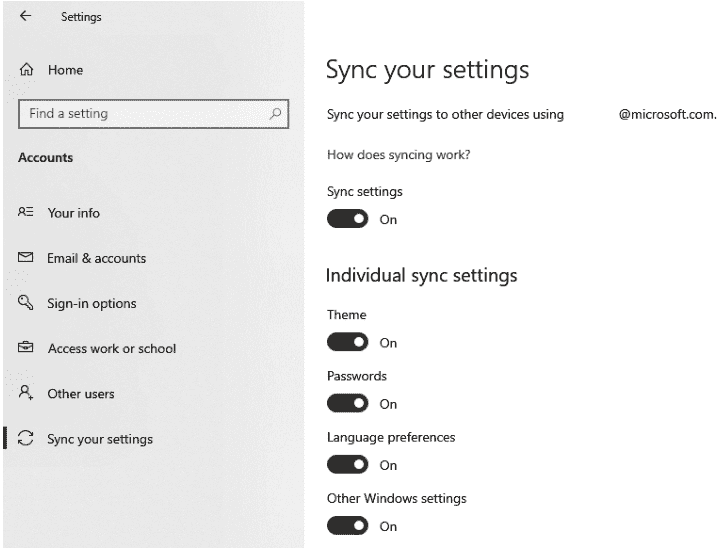 Settings
Home
Find a setting
Accounts
Your info
Email & accounts
Sign-in options
Access work or school
Other users
Sync your settings
Sync your settings
Sync your settings to other devices using @microsoft.com.
How does syncing work?
Sync settings
On
Individual sync settings
Theme
On
Passwords
On
Language preferences
On
Other Windows settings
On